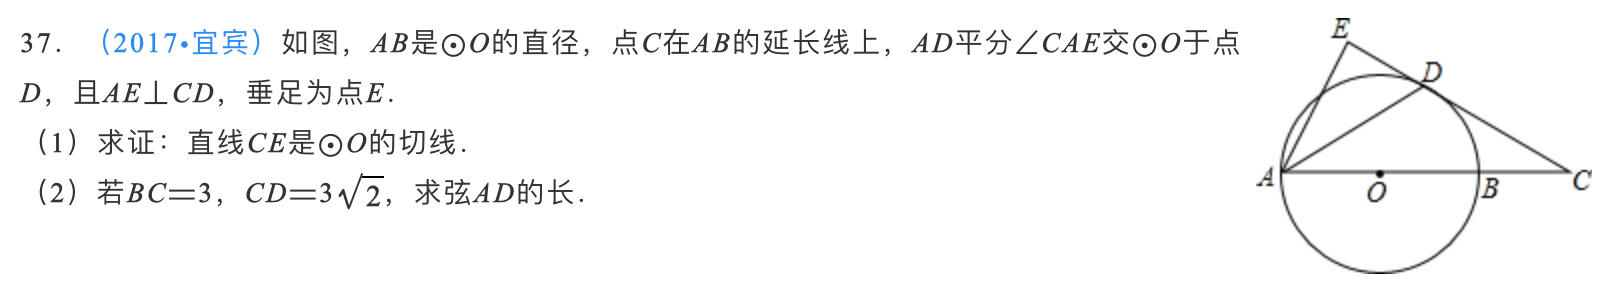 37. （2017•宜宾）如图，AB是⊙O的直径，点C在AB的延长线上，AD平分∠CAE交⊙O于点
D，且AE⊥CD，垂足为点E.
（1）求证：直线CE是⊙O的切线.
（2）若BC=3，CD=3√2，求弦AD的长.
E
D
A
O
B
C